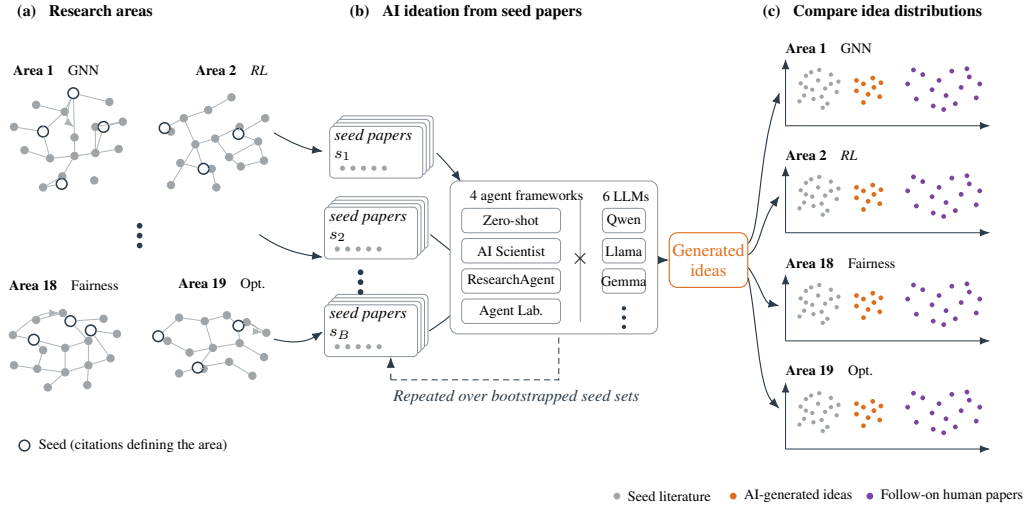 (a) Research areas
(b) AI ideation from seed papers
(c) Compare idea distributions
Area 1 GNN
Area 2 RL
Area 18 Fairness
Area 19 Opt.
Seed (citations defining the area)
seed papers
s1
seed papers
s2
seed papers
sB
4 agent frameworks
Zero-shot
AI Scientist
ResearchAgent
Agent Lab.
×
6 LLMs
Qwen
Llama
Gemma
Repeated over bootstrapped seed sets
Generated
ideas
Area 1 GNN
Area 2 RL
Area 18 Fairness
Area 19 Opt.
Seed literature
AI-generated ideas
Follow-on human papers